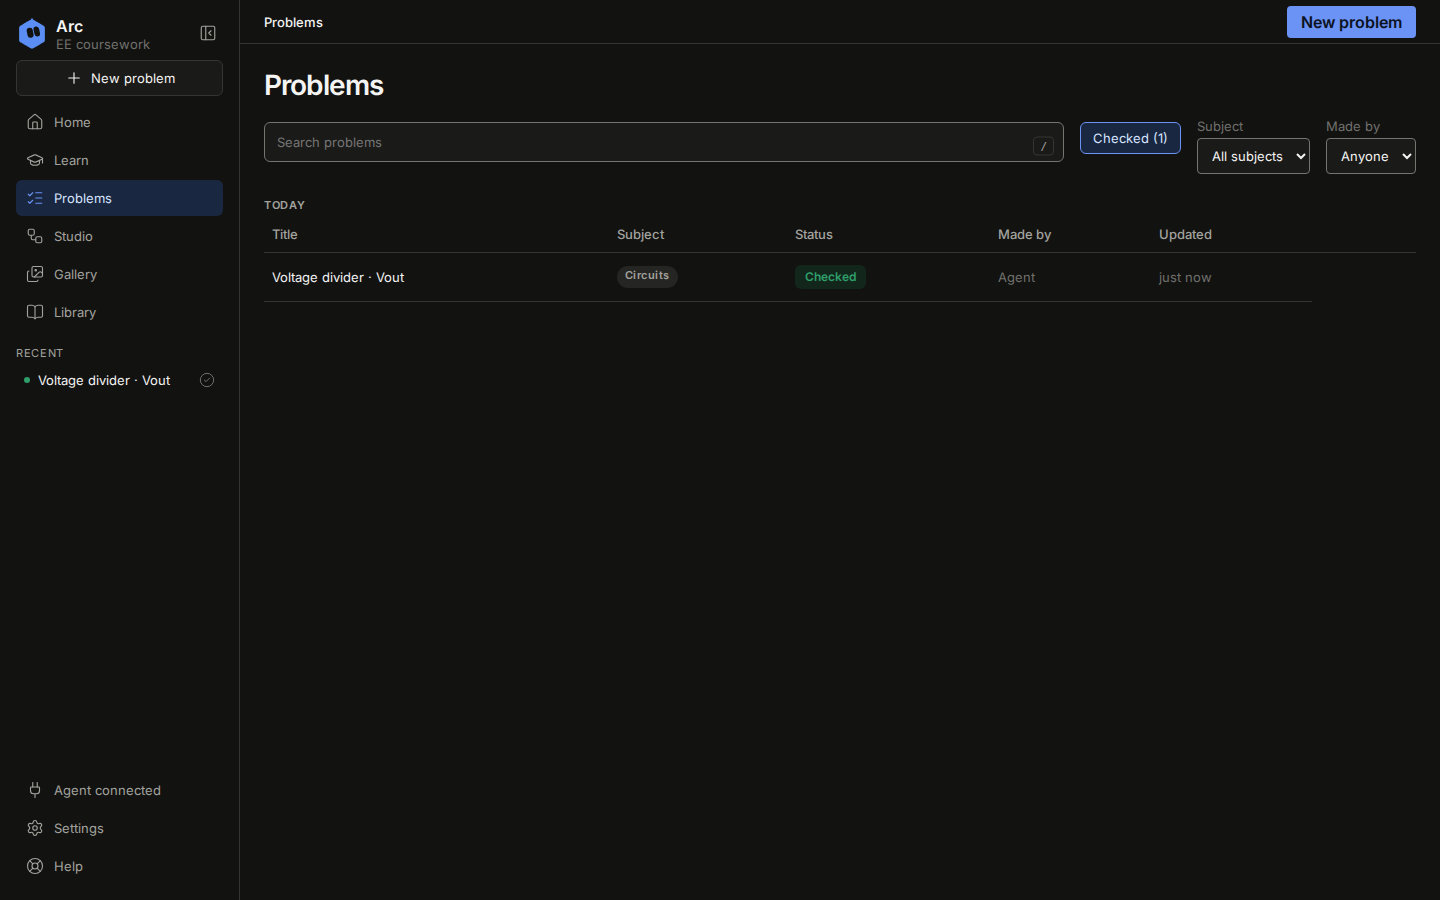 Arc
EE coursework
New problem
Home
Learn
Problems
Studio
Gallery
Library
RECENT
Voltage divider · Vout
Agent connected
Settings
Help
Problems
New problem
Problems
Search problems
/
Checked (1)
Subject
All subjects
Made by
Anyone
TODAY
Title Subject Status Made by Updated
Voltage divider · Vout Circuits Checked Agent just now